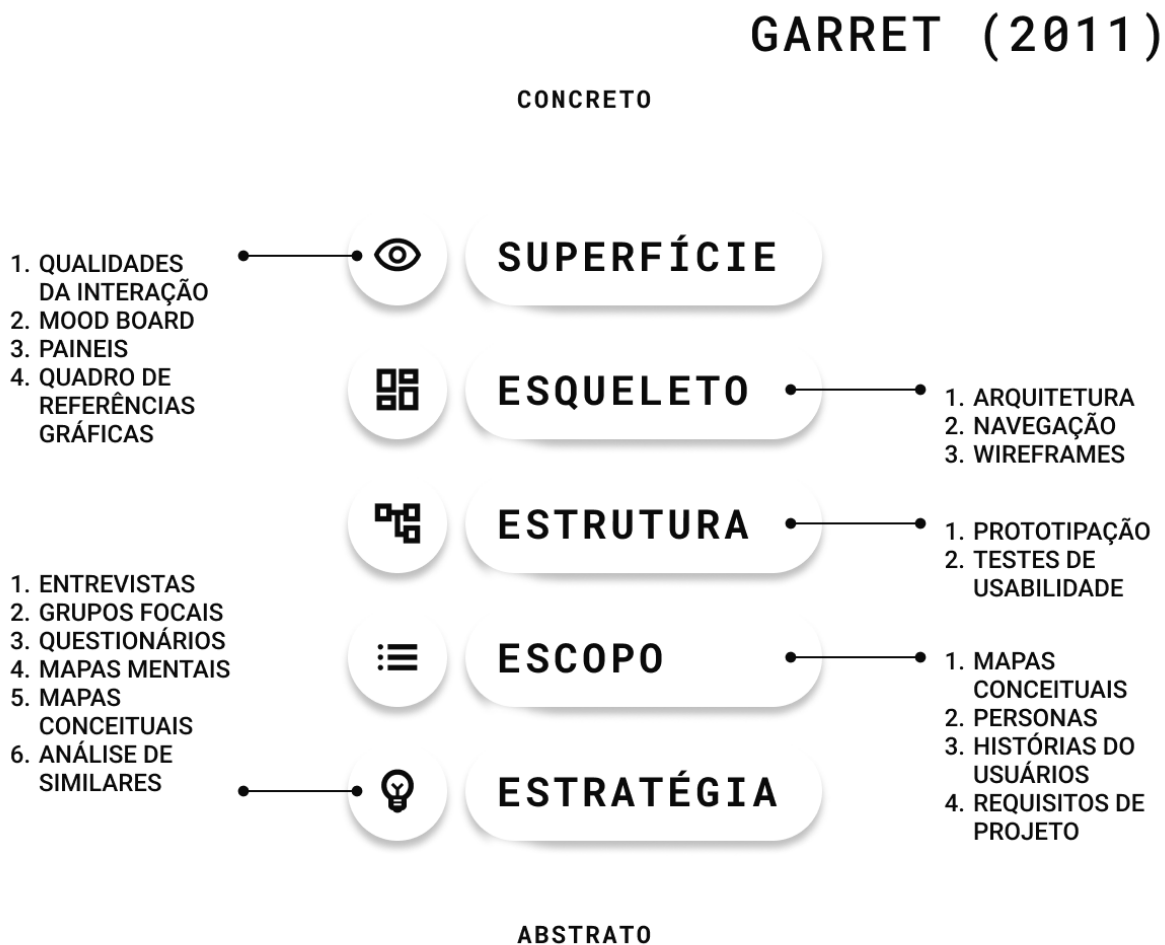 GARRET (2011)
CONCRETO
SUPERFÍCIE
1. QUALIDADES
DA INTERAÇÃO
2. MOOD BOARD
3. PAINEIS
4. QUADRO DE
REFERÊNCIAS
GRÁFICAS
ESQUELETO
1. ARQUITETURA
2. NAVEGAÇÃO
3. WIREFRAMES
ESTRUTURA
1. PROTOTIPAÇÃO
2. TESTES DE
USABILIDADE
ESCOPO
1. MAPAS
CONCEITUAIS
2. PERSONAS
3. HISTÓRIAS DO
USUÁRIOS
4. REQUISITOS DE
PROJETO
1. ENTREVISTAS
2. GRUPOS FOCAIS
3. QUESTIONÁRIOS
4. MAPAS MENTAIS
5. MAPAS
CONCEITUAIS
6. ANÁLISE DE
SIMILARES
ESTRATÉGIA
ABSTRATO